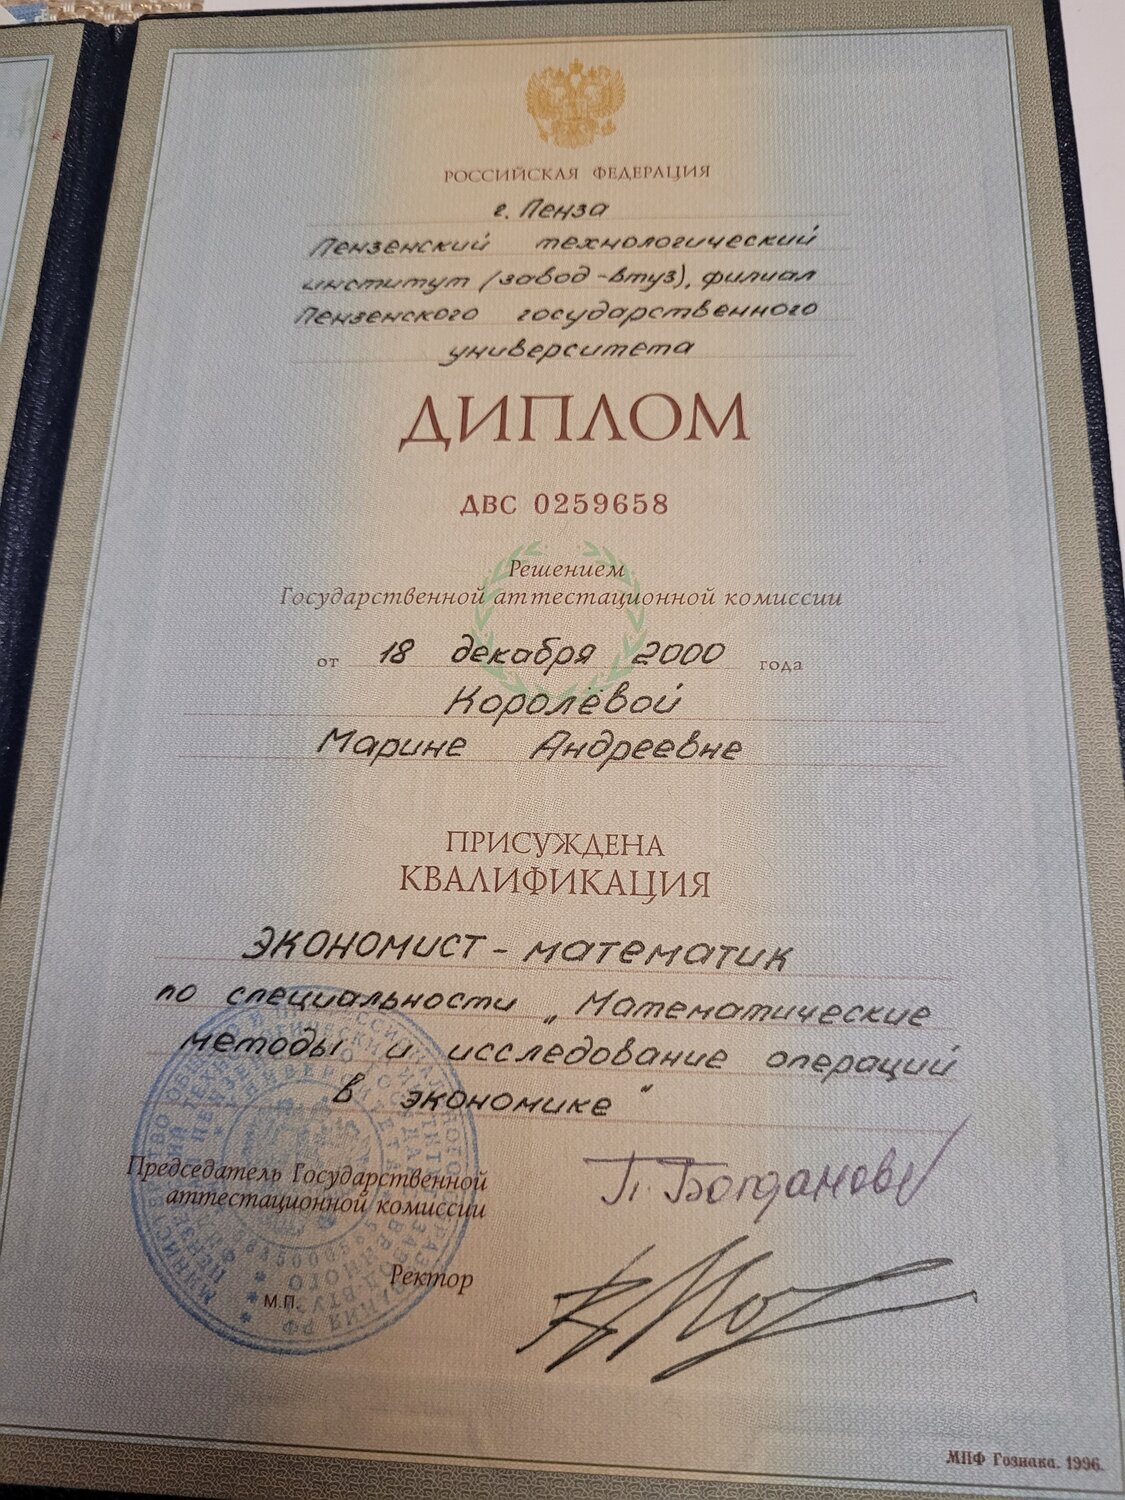 РОССИЙСКАЯ ФЕДЕРАЦИЯ
г. Пенза
Пензенский технологический
институт (завод-втуз), филиал
Пензенского государственного
университета
ДИПЛОМ
ДВС 0259658
Решением
Государственной аттестационной комиссии
от 18 декабря 2000 года
Королёвой
Марине Андреевне
ПРИСУЖДЕНА
КВАЛИФИКАЦИЯ
ЭКОНОМИСТ-МАТЕМАТИК
по специальности „Математические
методы и исследование операций
в экономике“
Председатель Государственной
аттестационной комиссии
Ректор
М.П.
МПФ Гознака. 1996.